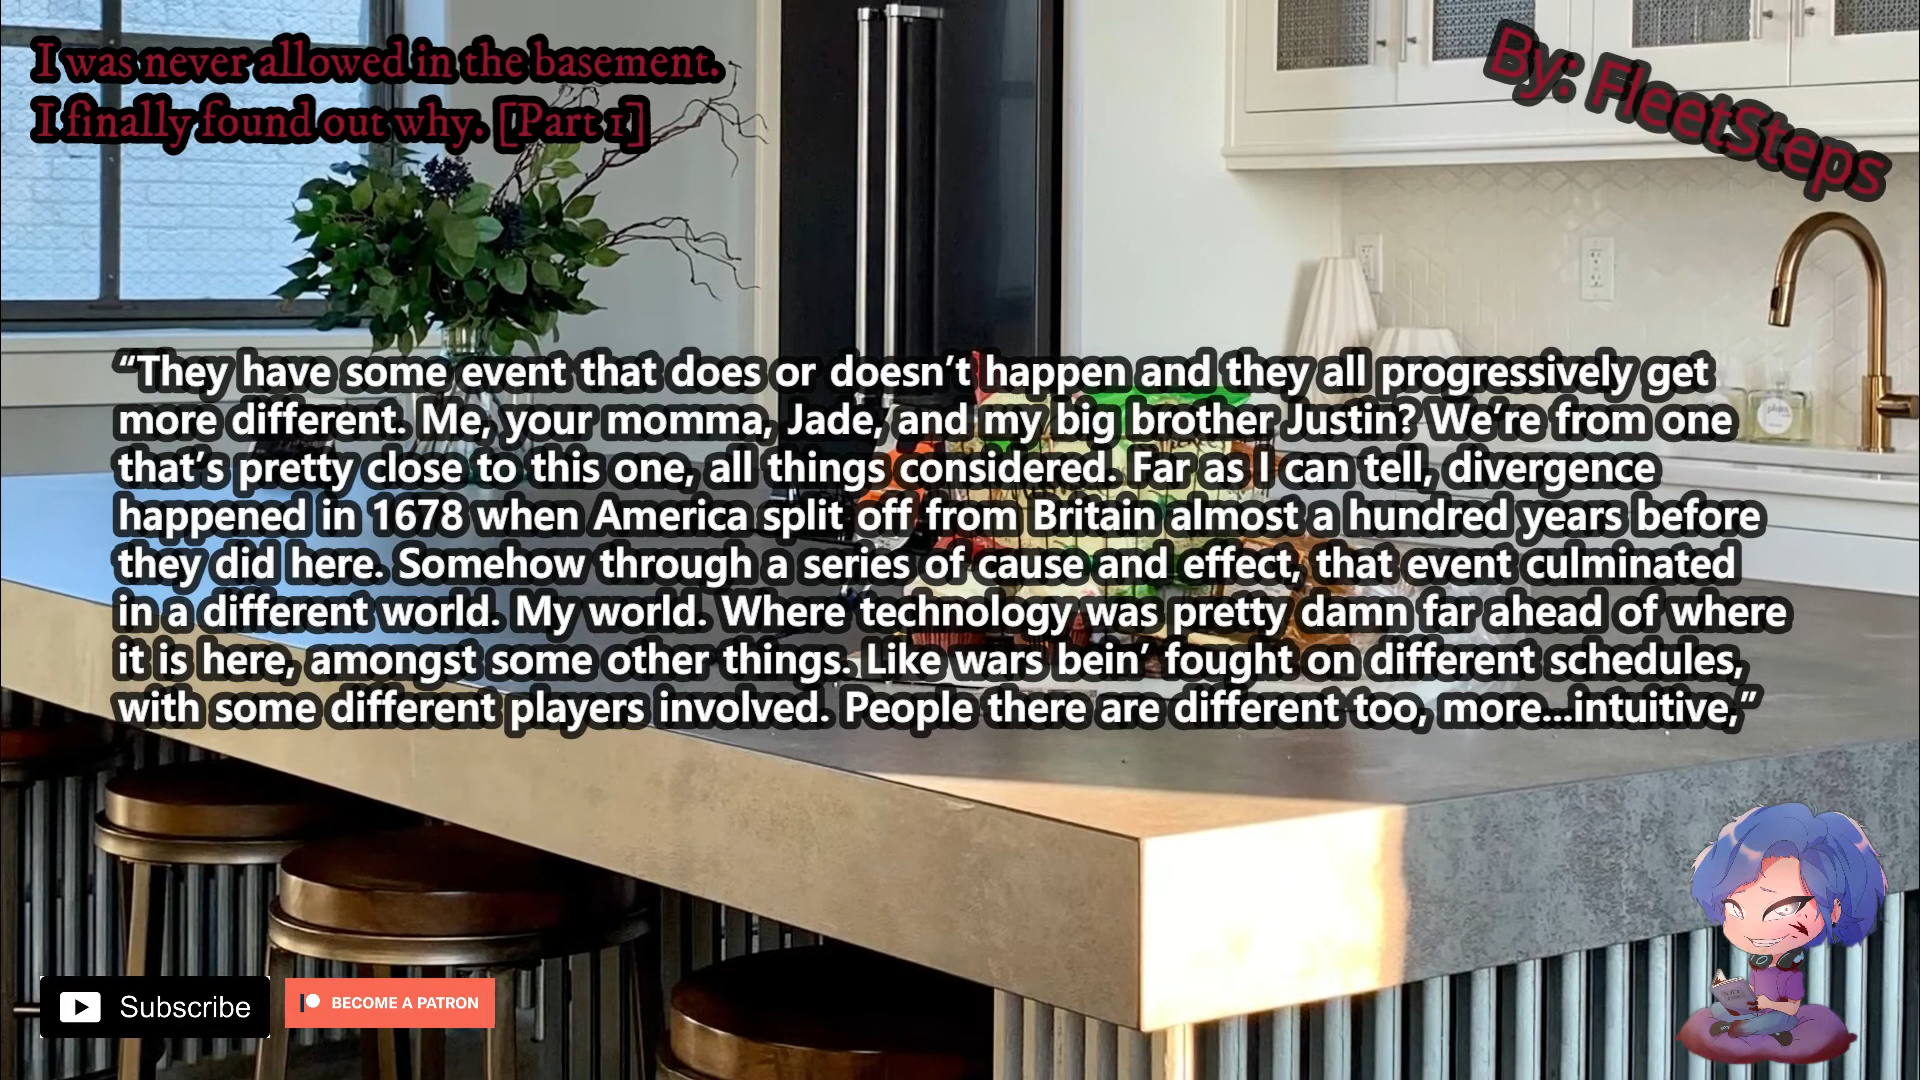 I was never allowed in the basement.
I finally found out why. [Part 1]
By: FleetSteps
“They have some event that does or doesn’t happen and they all progressively get
more different. Me, your momma, Jade, and my big brother Justin? We’re from one
that’s pretty close to this one, all things considered. Far as I can tell, divergence
happened in 1678 when America split off from Britain almost a hundred years before
they did here. Somehow through a series of cause and effect, that event culminated
in a different world. My world. Where technology was pretty damn far ahead of where
it is here, amongst some other things. Like wars bein’ fought on different schedules,
with some different players involved. People there are different too, more...intuitive,”
Subscribe
BECOME A PATRON